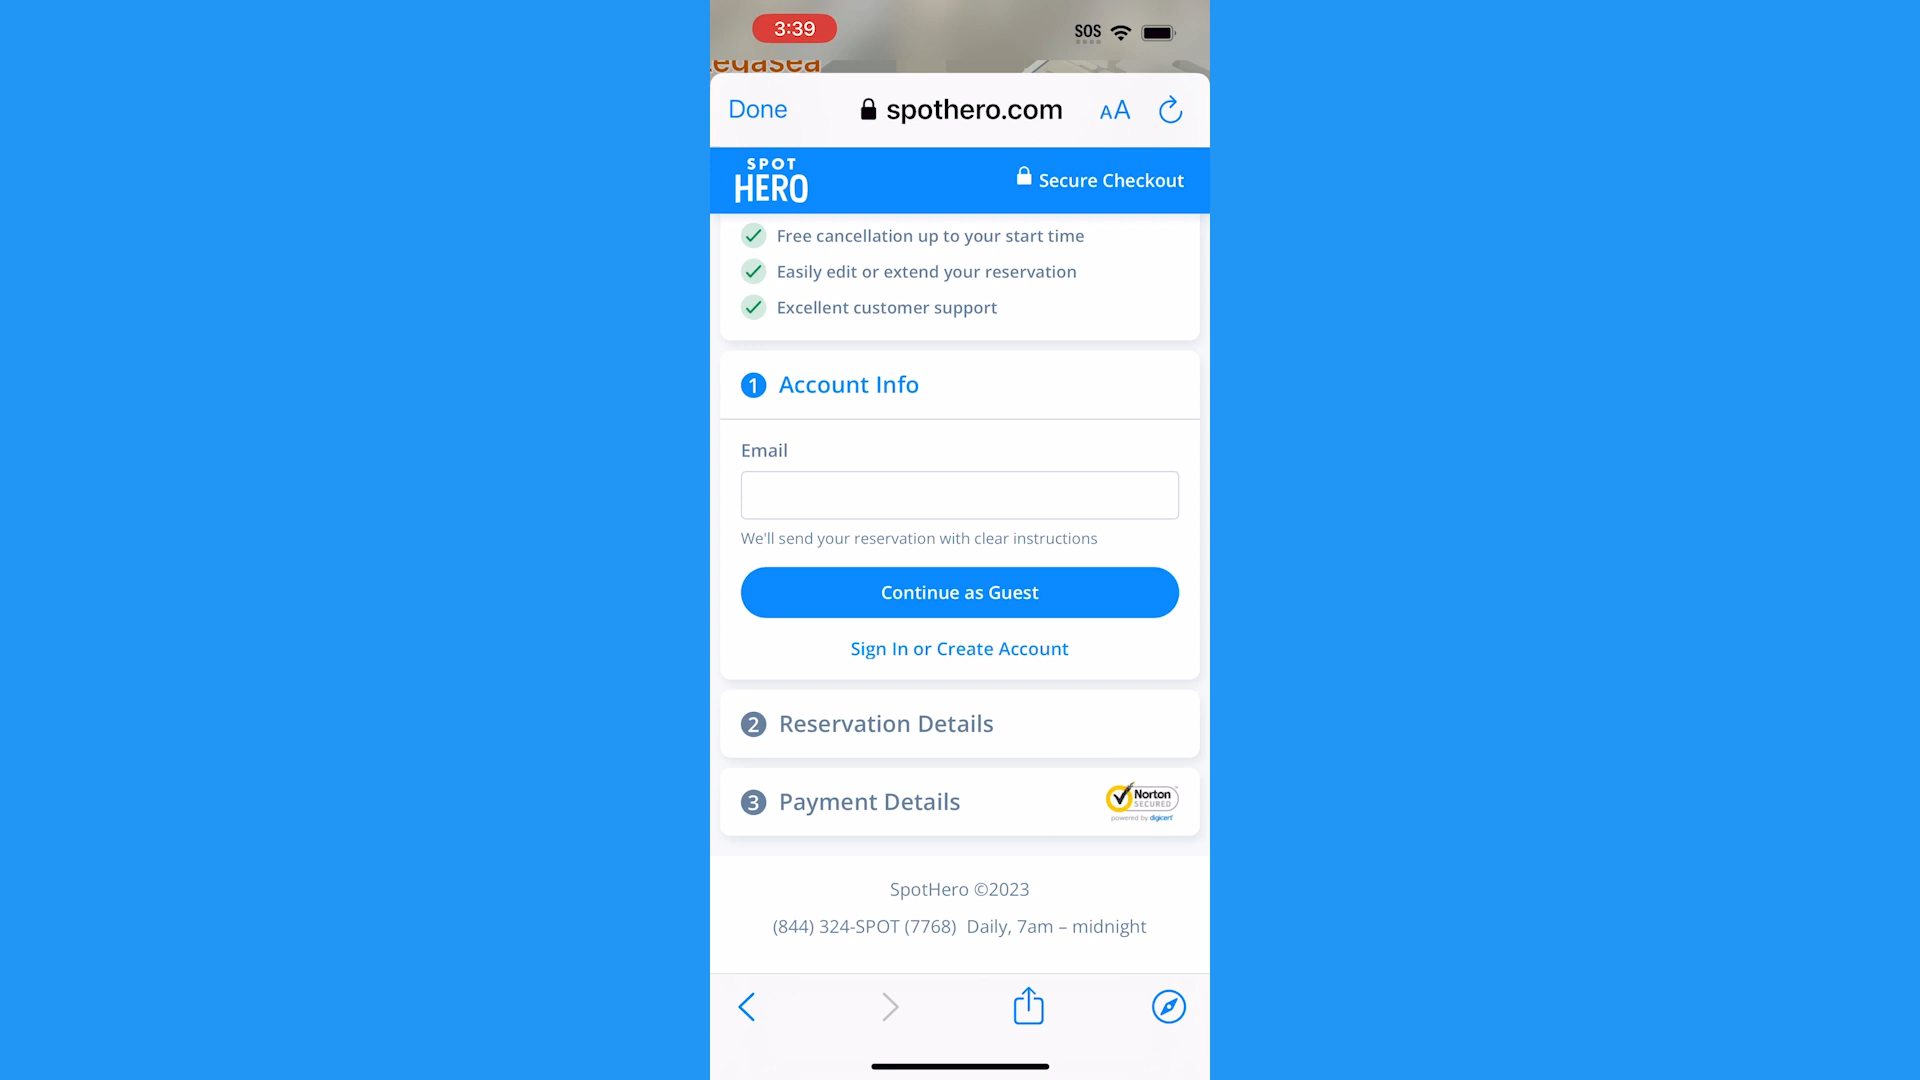 3:39
SOS
Done
spothero.com
AA
SPOT
HERO
Secure Checkout
Free cancellation up to your start time
Easily edit or extend your reservation
Excellent customer support
1 Account Info
Email
We'll send your reservation with clear instructions
Continue as Guest
Sign In or Create Account
2 Reservation Details
3 Payment Details
Norton
SECURED
powered by digicert
SpotHero ©2023
(844) 324-SPOT (7768) Daily, 7am – midnight